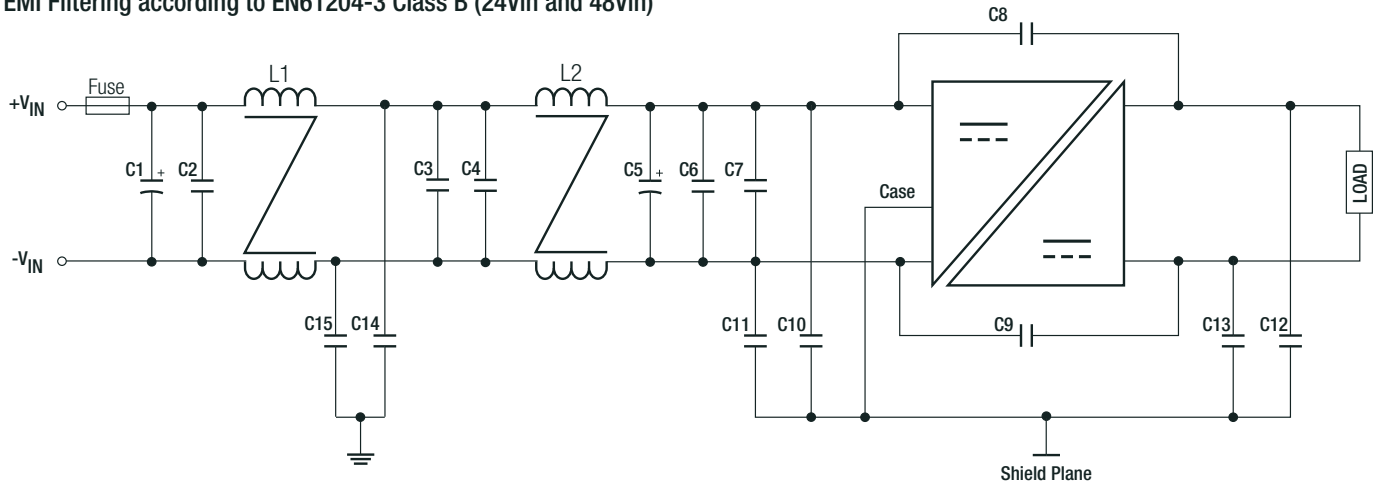 EMI Filtering according to EN61204-3 Class B (24Vin and 48Vin)
C8
L1
L2
Fuse
+VIN
C1
+
C2
C3
C4
C5
+
C6
C7
Case
LOAD
-VIN
C15
C14
C11
C10
C9
C13
C12
Shield Plane